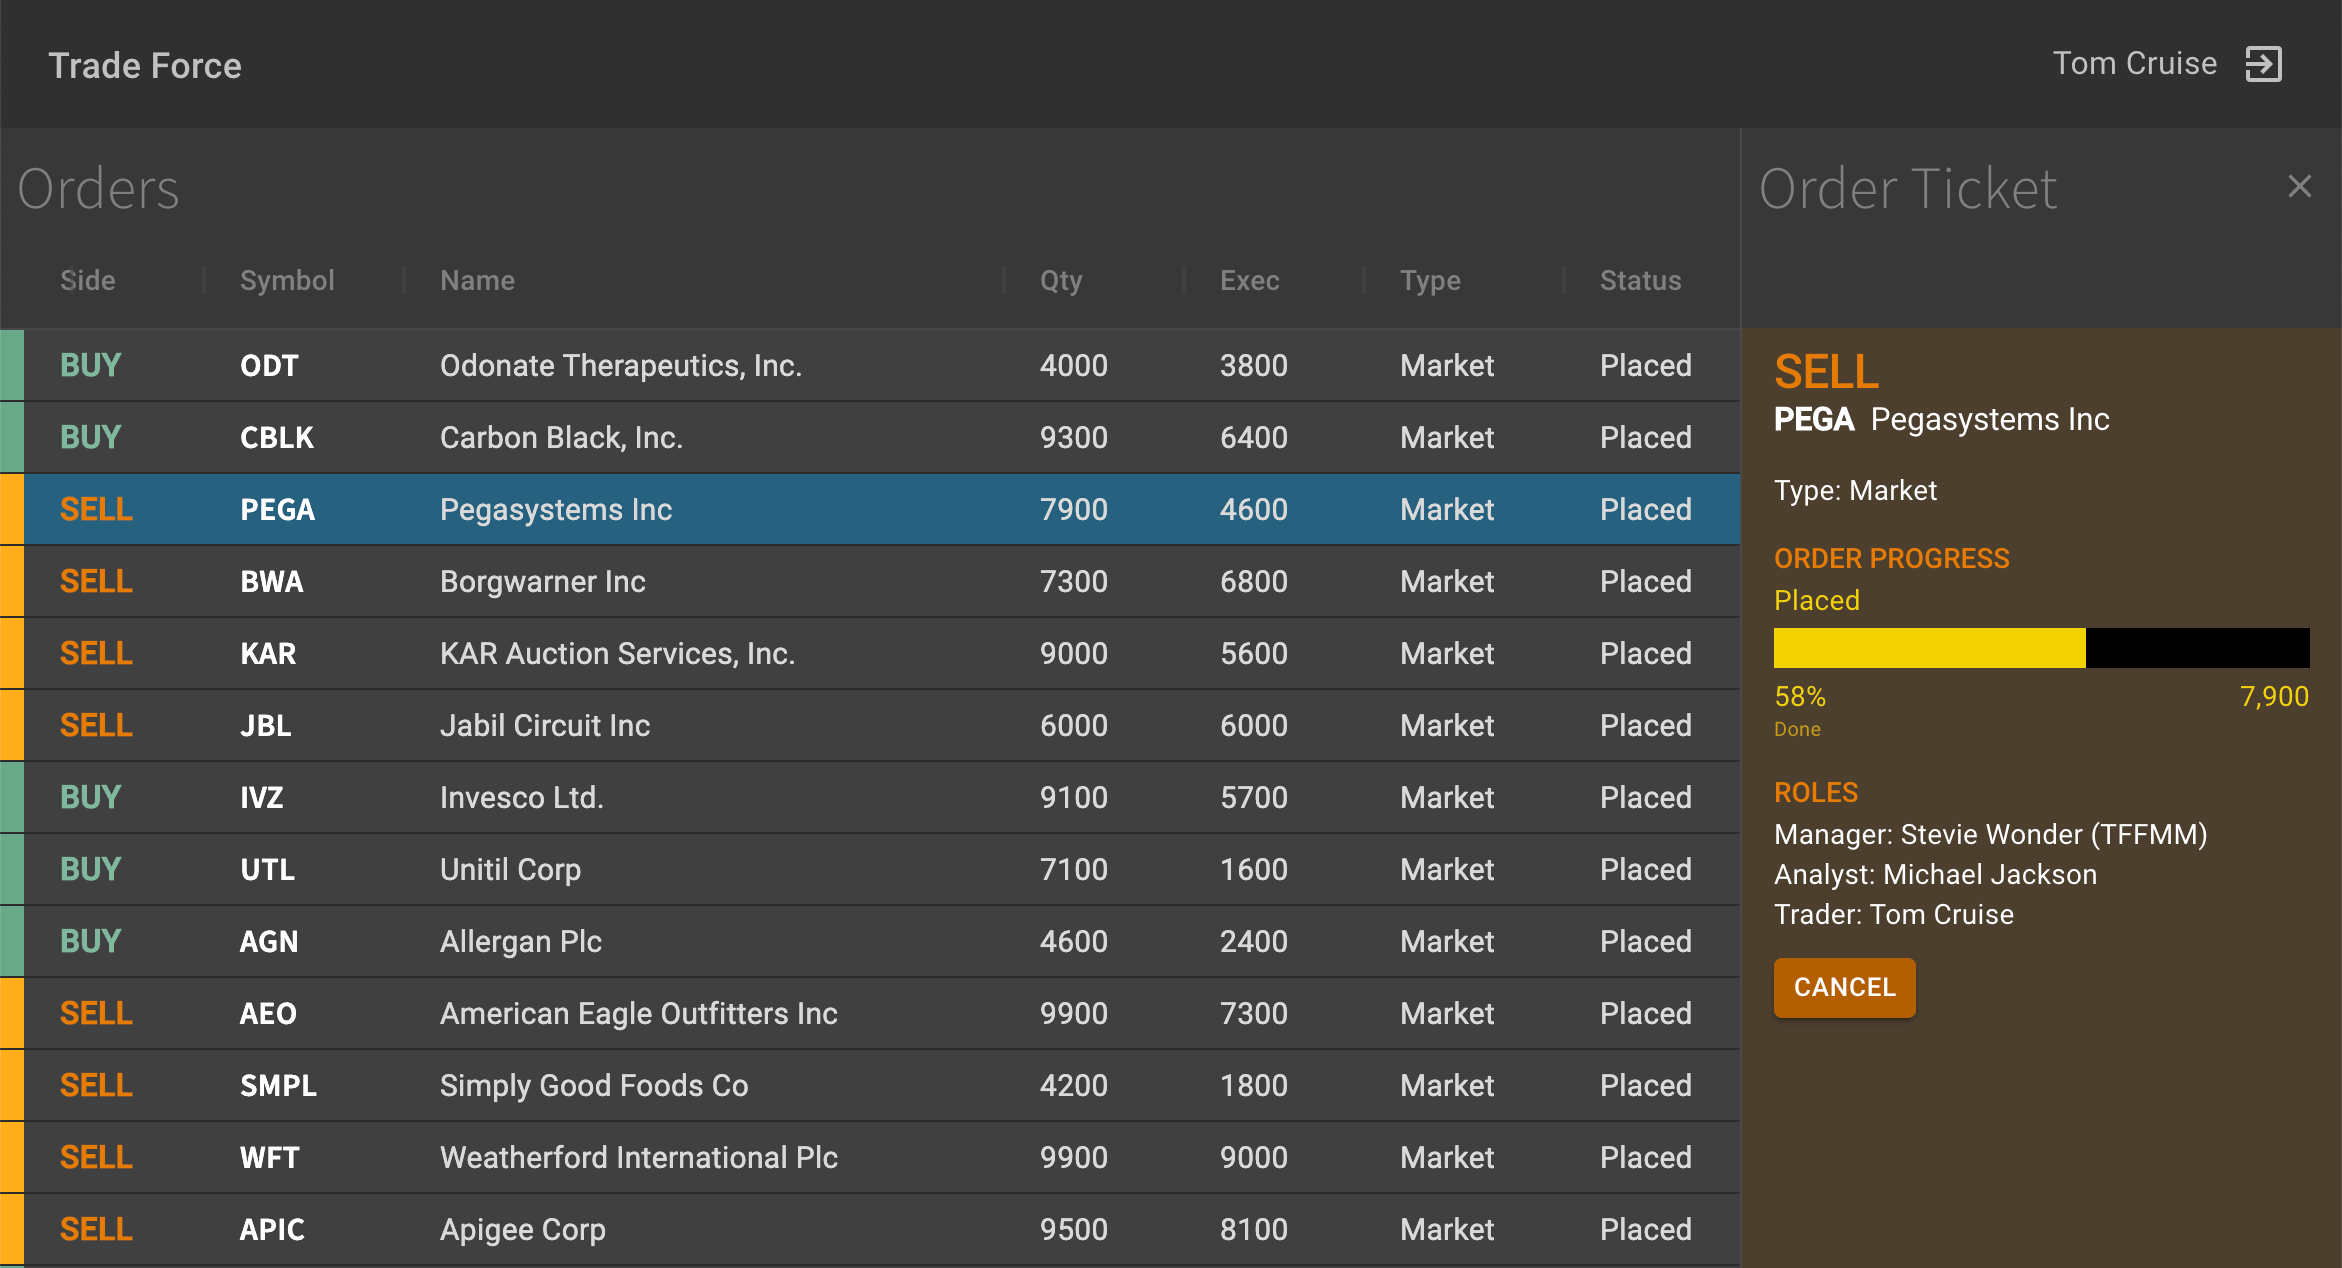 Trade Force
Tom Cruise
Orders
Side Symbol Name Qty Exec Type Status
BUY ODT Odonate Therapeutics, Inc. 4000 3800 Market Placed
BUY CBLK Carbon Black, Inc. 9300 6400 Market Placed
SELL PEGA Pegasystems Inc 7900 4600 Market Placed
SELL BWA Borgwarner Inc 7300 6800 Market Placed
SELL KAR KAR Auction Services, Inc. 9000 5600 Market Placed
SELL JBL Jabil Circuit Inc 6000 6000 Market Placed
BUY IVZ Invesco Ltd. 9100 5700 Market Placed
BUY UTL Unitil Corp 7100 1600 Market Placed
BUY AGN Allergan Plc 4600 2400 Market Placed
SELL AEO American Eagle Outfitters Inc 9900 7300 Market Placed
SELL SMPL Simply Good Foods Co 4200 1800 Market Placed
SELL WFT Weatherford International Plc 9900 9000 Market Placed
SELL APIC Apigee Corp 9500 8100 Market Placed
Order Ticket
SELL
PEGA Pegasystems Inc
Type: Market
ORDER PROGRESS
Placed
58% 7,900
Done
ROLES
Manager: Stevie Wonder (TFFMM)
Analyst: Michael Jackson
Trader: Tom Cruise
CANCEL